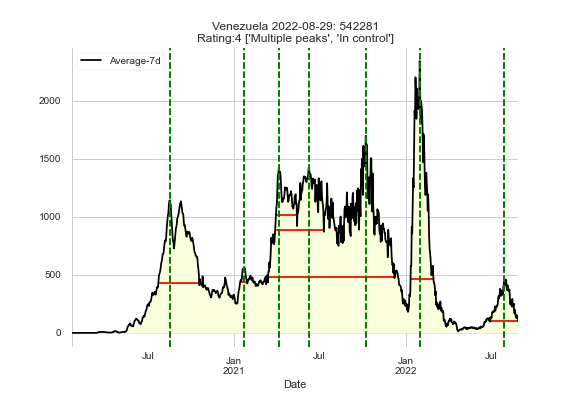 Venezuela 2022-08-29: 542281
Rating:4 ['Multiple peaks', 'In control']
Average-7d
2000
1500
1000
500
0
Jul
Jan
2021
Jul
Jan
2022
Jul
Date